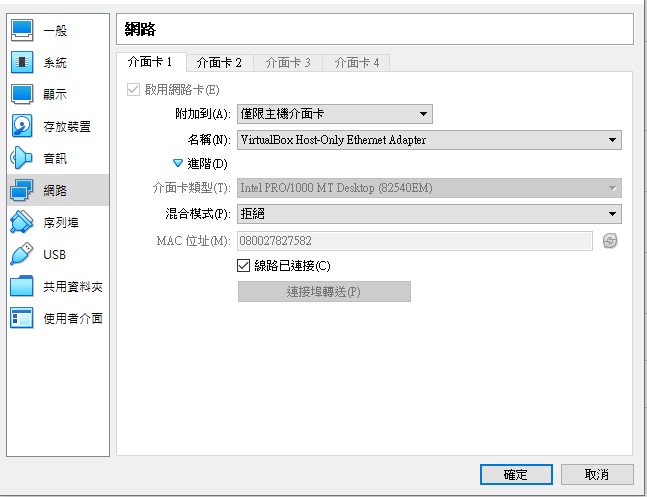 一般
系統
顯示
存放裝置
音訊
網路
序列埠
USB
共用資料夾
使用者介面
網路
介面卡 1 介面卡 2 介面卡 3 介面卡 4
啟用網路卡(E)
附加到(A): 僅限主機介面卡
名稱(N): VirtualBox Host-Only Ethernet Adapter
進階(D)
介面卡類型(T): Intel PRO/1000 MT Desktop (82540EM)
混合模式(P): 拒絕
MAC 位址(M): 080027827582
線路已連接(C)
連接埠轉送(P)
確定 取消